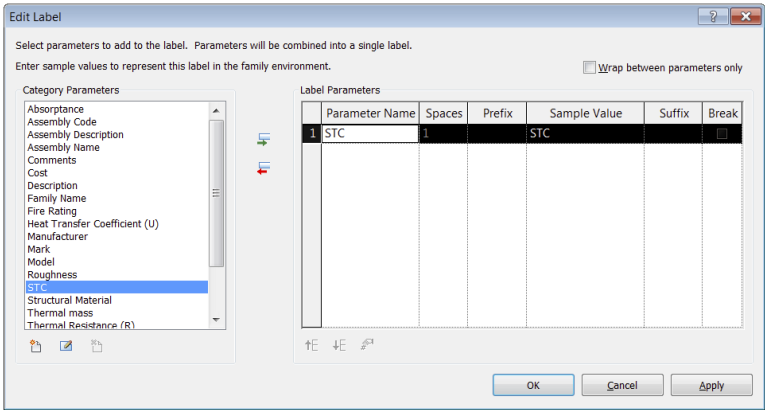 Edit Label
Select parameters to add to the label. Parameters will be combined into a single label.
Enter sample values to represent this label in the family environment.
Wrap between parameters only
Category Parameters
Absorptance
Assembly Code
Assembly Description
Assembly Name
Comments
Cost
Description
Family Name
Fire Rating
Heat Transfer Coefficient (U)
Manufacturer
Mark
Model
Roughness
STC
Structural Material
Thermal mass
Thermal Resistance (R)
Label Parameters
Parameter Name Spaces Prefix Sample Value Suffix Break
1 STC 1 STC
OK Cancel Apply